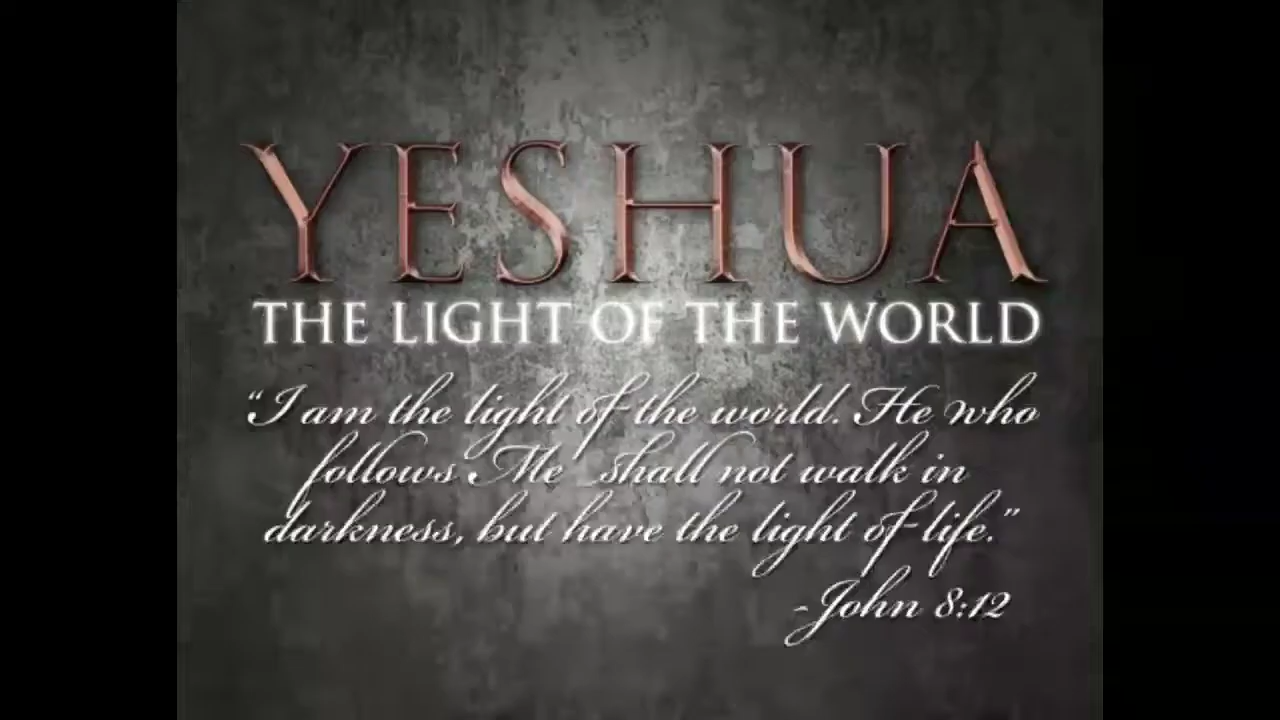 YESHUA
THE LIGHT OF THE WORLD
“I am the light of the world. He who
follows Me shall not walk in
darkness, but have the light of life.”
-John 8:12